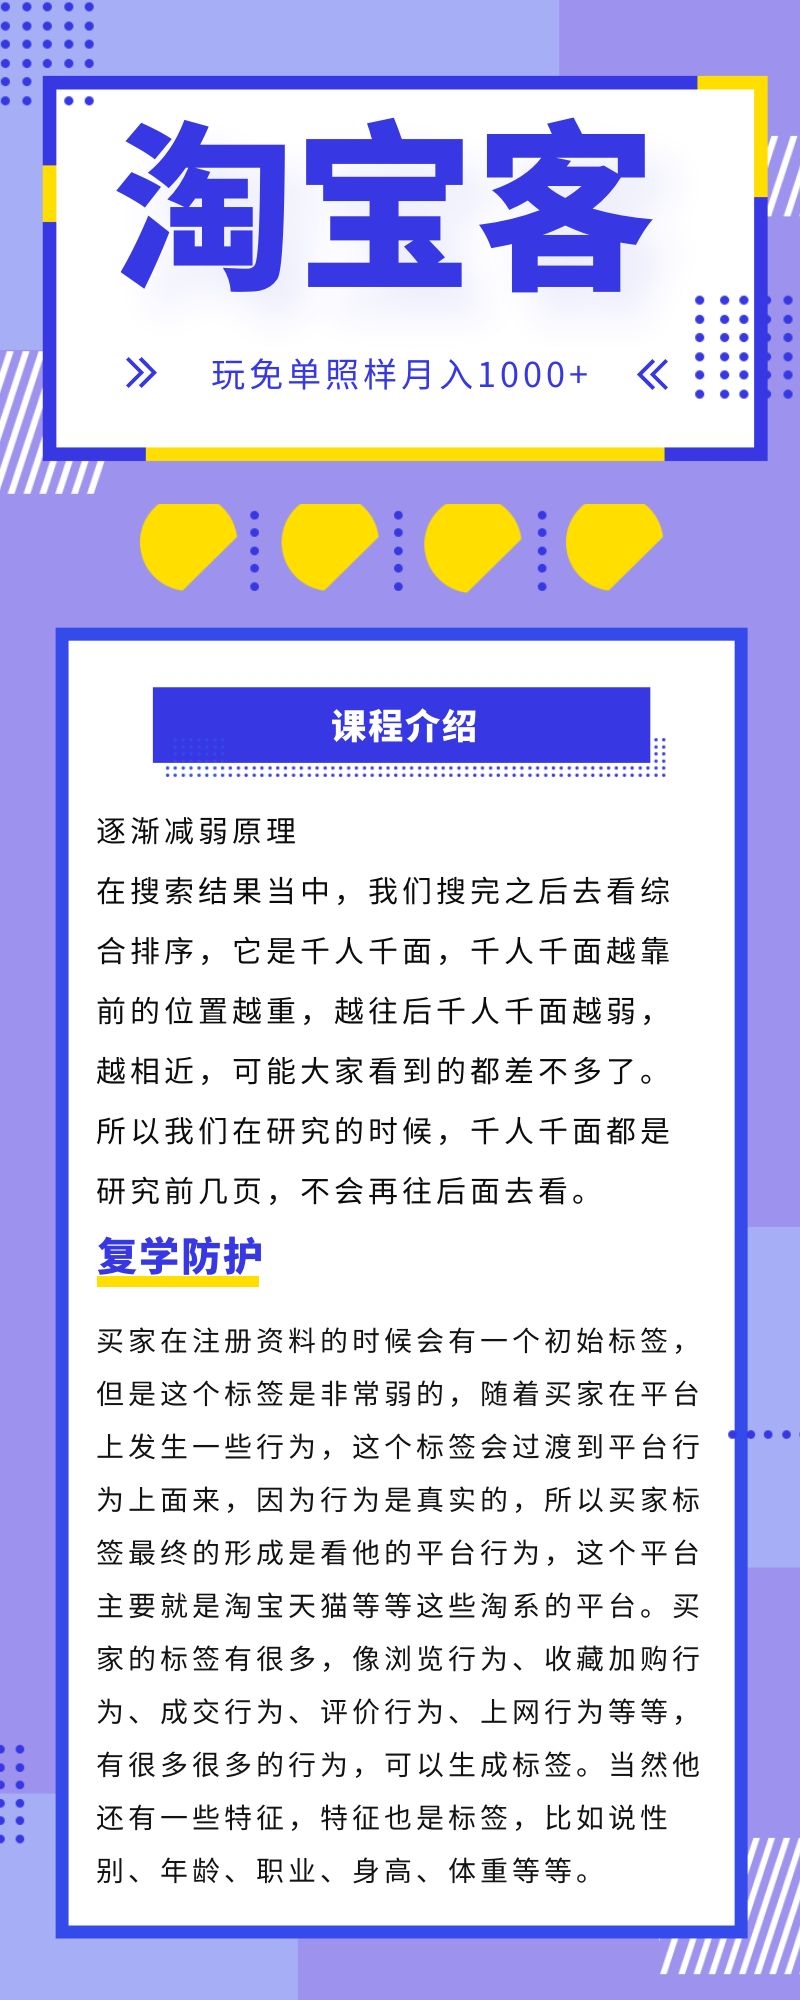 淘宝客
玩免单照样月入1000+
课程介绍
逐渐减弱原理
在搜索结果当中，我们搜完之后去看综
合排序，它是千人千面，千人千面越靠
前的位置越重，越往后千人千面越弱，
越相近，可能大家看到的都差不多了。
所以我们在研究的时候，千人千面都是
研究前几页，不会再往后面去看。
复学防护
买家在注册资料的时候会有一个初始标签，
但是这个标签是非常弱的，随着买家在平台
上发生一些行为，这个标签会过渡到平台行
为上面来，因为行为是真实的，所以买家标
签最终的形成是看他的平台行为，这个平台
主要就是淘宝天猫等等这些淘系的平台。买
家的标签有很多，像浏览行为、收藏加购行
为、成交行为、评价行为、上网行为等等，
有很多很多的行为，可以生成标签。当然他
还有一些特征，特征也是标签，比如说性
别、年龄、职业、身高、体重等等。